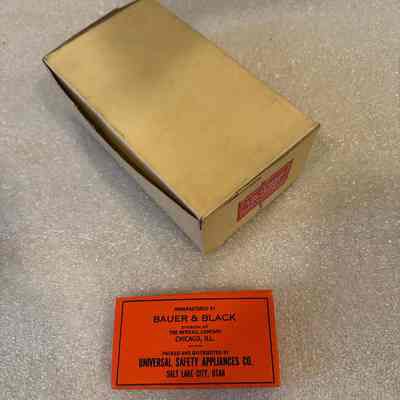 MANUFACTURED BY
BAUER & BLACK
DIVISION OF
THE KENDALL COMPANY
CHICAGO, ILL.
PACKED AND DISTRIBUTED BY
UNIVERSAL SAFETY APPLIANCES CO.
SALT LAKE CITY, UTAH